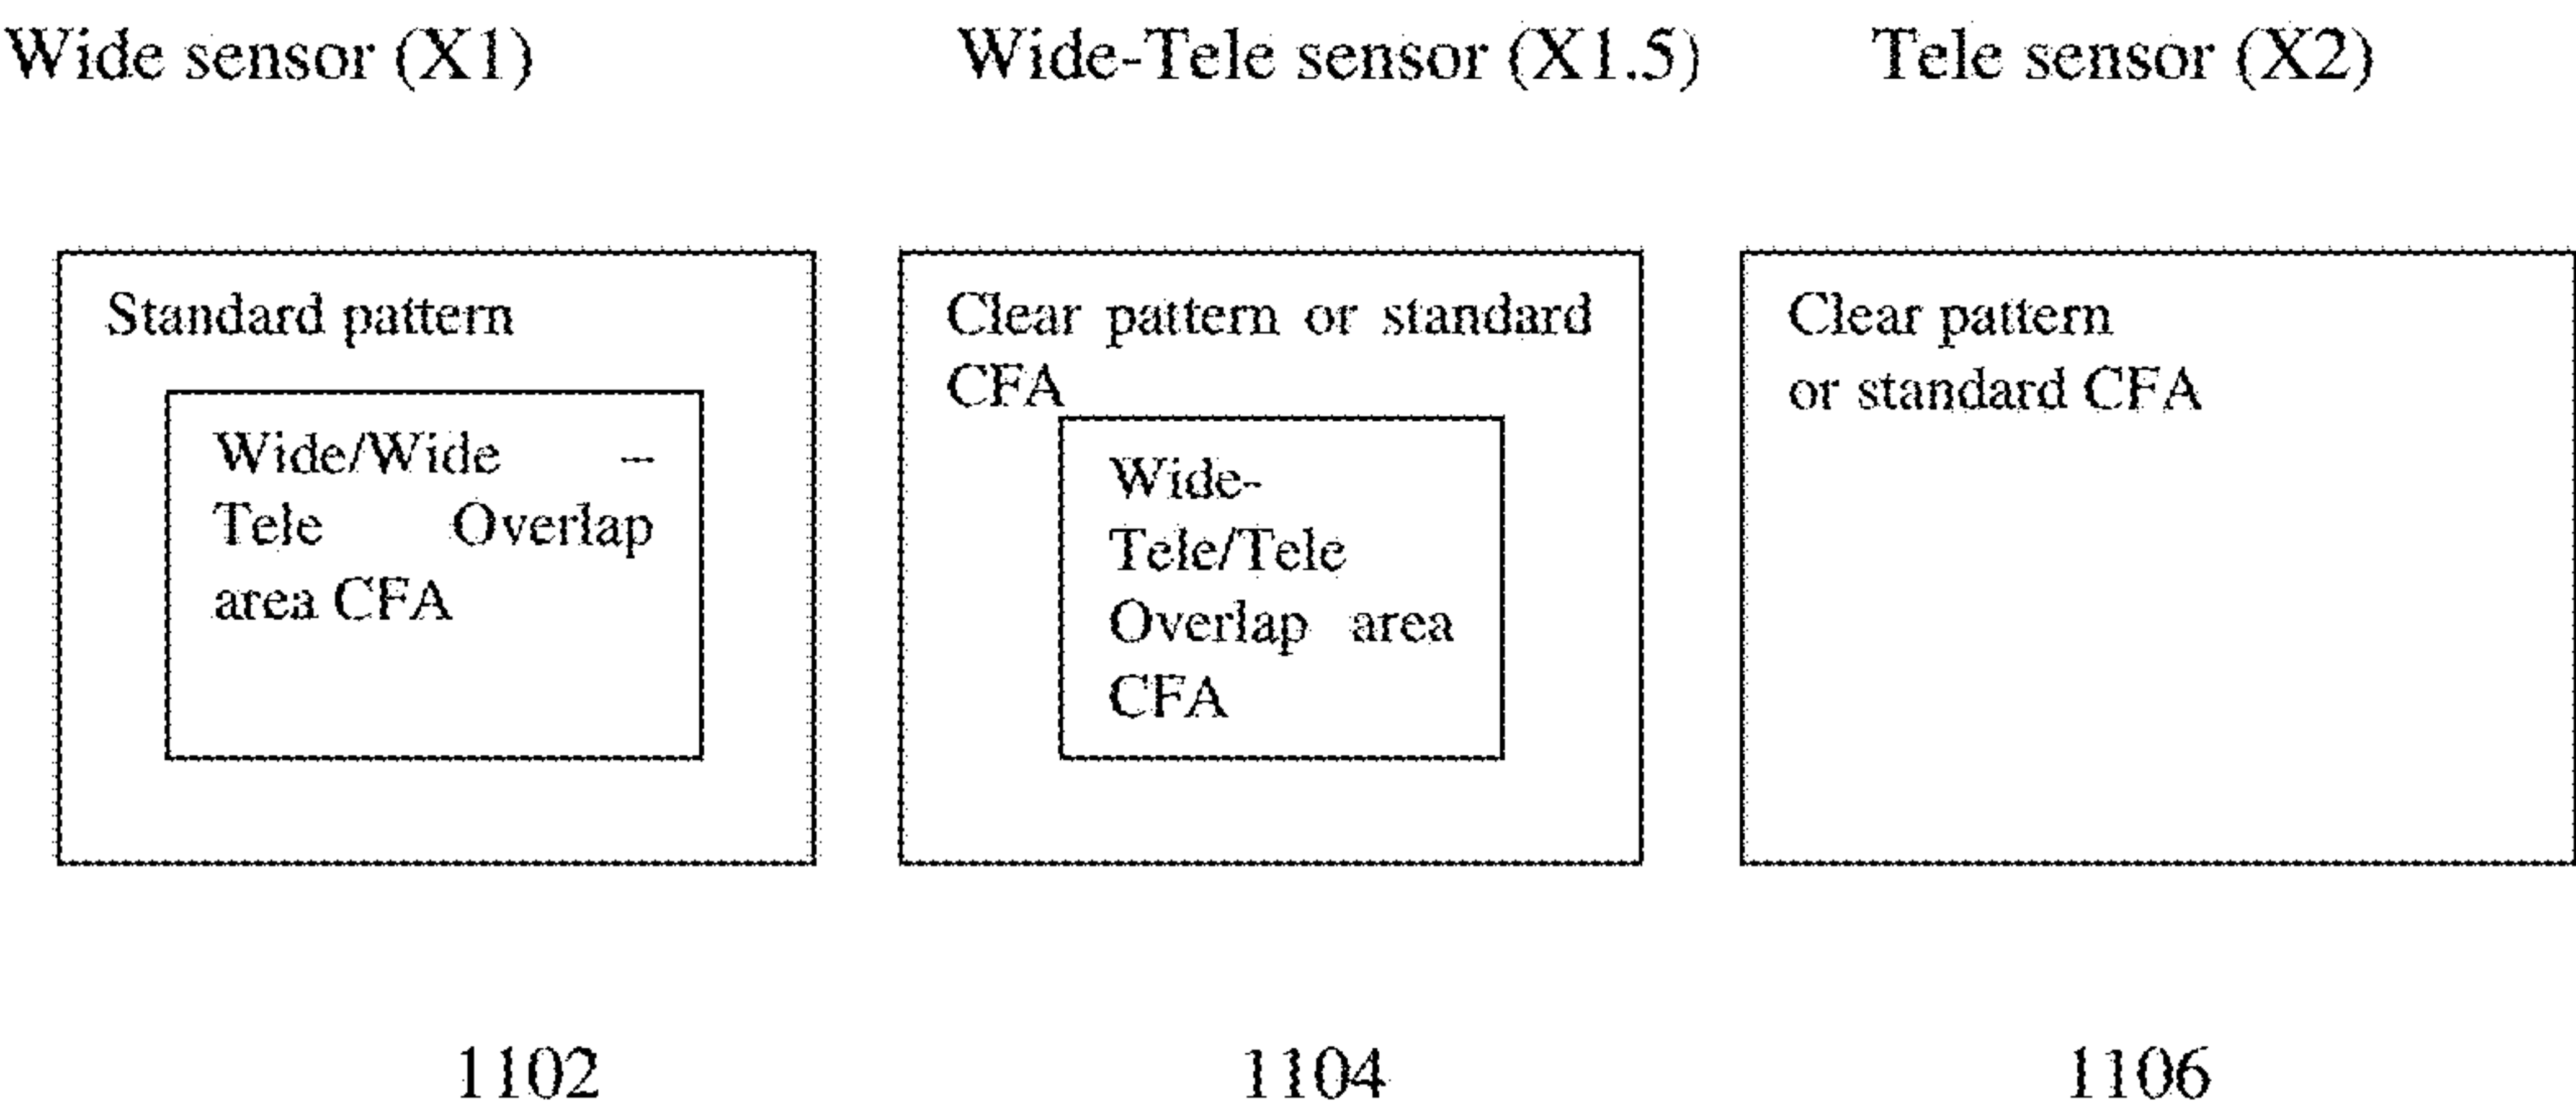 Wide sensor (X1)
Wide-Tele sensor (X1.5)
Tele sensor (X2)
Standard pattern
Wide/Wide –
Tele Overlap
area CFA
Clear pattern or standard
CFA
Wide-
Tele/Tele
Overlap area
CFA
Clear pattern
or standard CFA
1102
1104
1106